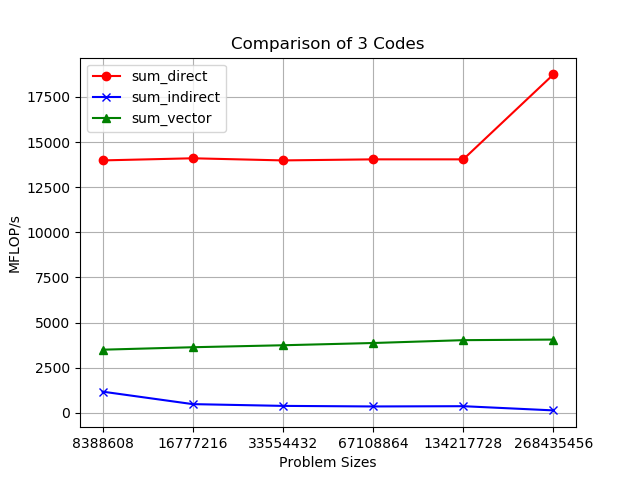 Comparison of 3 Codes
sum_direct
sum_indirect
sum_vector
MFLOP/s
17500
15000
12500
10000
7500
5000
2500
0
8388608 16777216 33554432 67108864 134217728 268435456
Problem Sizes